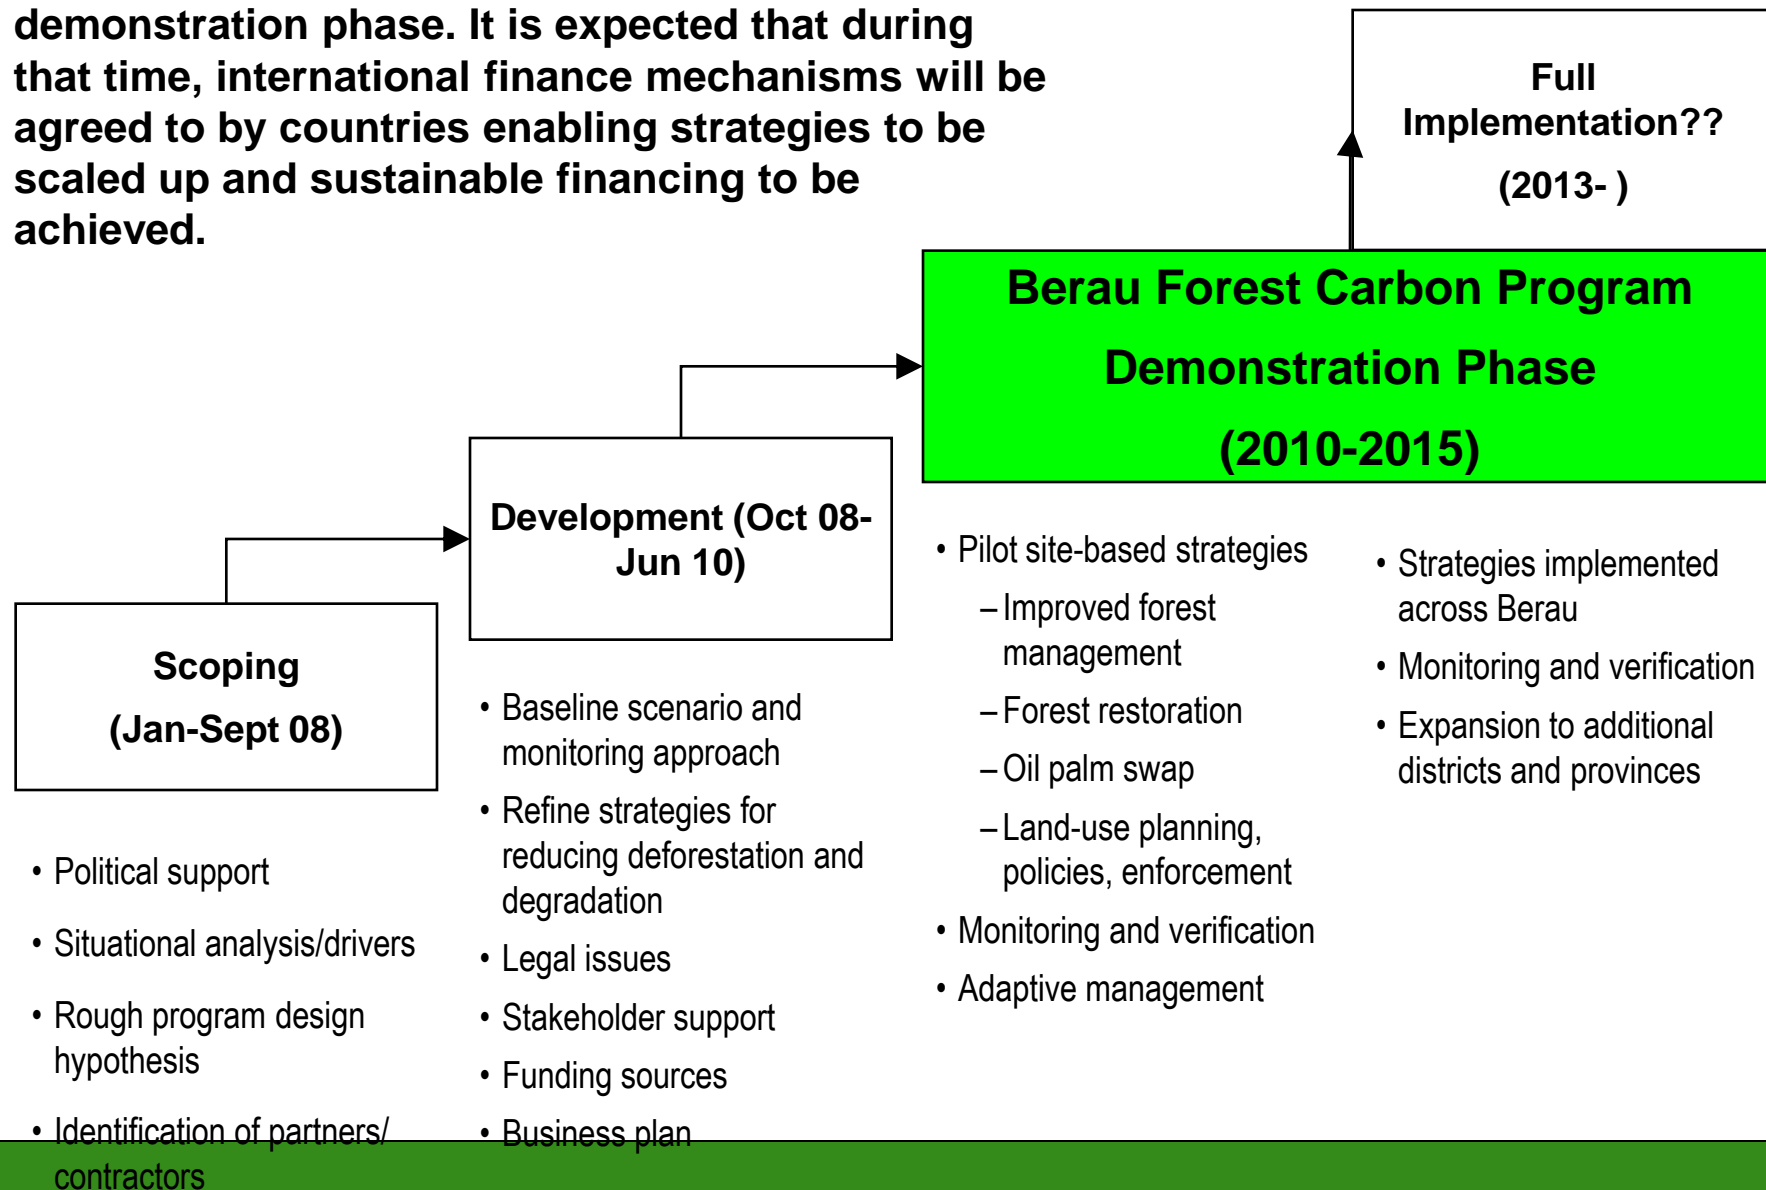 demonstration phase. It is expected that during
that time, international finance mechanisms will be
agreed to by countries enabling strategies to be
scaled up and sustainable financing to be
achieved.
Full
Implementation??
(2013- )
Berau Forest Carbon Program
Demonstration Phase
(2010-2015)
Development (Oct 08-
Jun 10)
Scoping
(Jan-Sept 08)
• Political support
• Situational analysis/drivers
• Rough program design
hypothesis
• Identification of partners/
contractors
• Baseline scenario and
monitoring approach
• Refine strategies for
reducing deforestation and
degradation
• Legal issues
• Stakeholder support
• Funding sources
• Business plan
• Pilot site-based strategies
– Improved forest
management
– Forest restoration
– Oil palm swap
– Land-use planning,
policies, enforcement
• Monitoring and verification
• Adaptive management
• Strategies implemented
across Berau
• Monitoring and verification
• Expansion to additional
districts and provinces